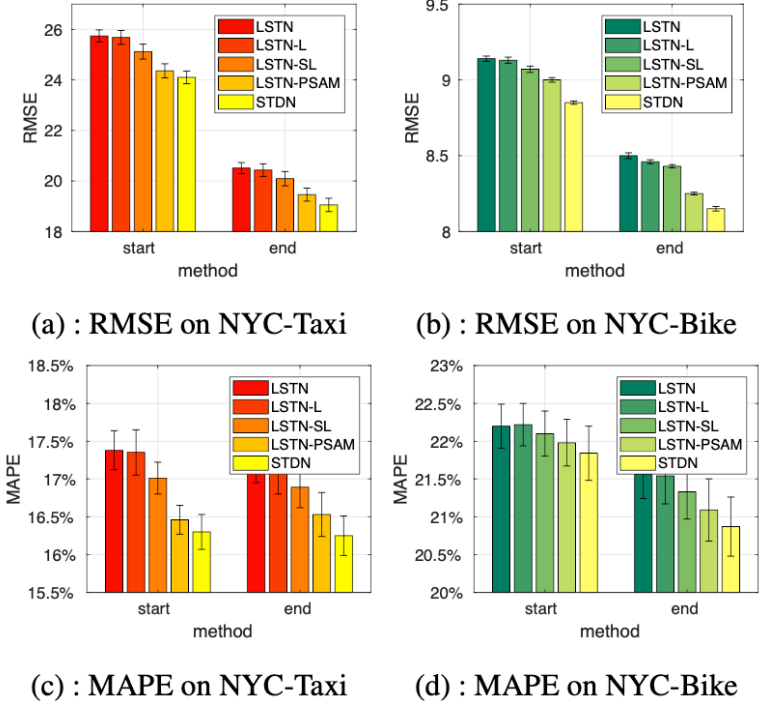 26
24
22
20
18
RMSE
LSTN
LSTN-L
LSTN-SL
LSTN-PSAM
STDN
start end
method
(a) : RMSE on NYC-Taxi
9.5
9
8.5
8
RMSE
LSTN
LSTN-L
LSTN-SL
LSTN-PSAM
STDN
start end
method
(b) : RMSE on NYC-Bike
18.5%
18%
17.5%
17%
16.5%
16%
15.5%
MAPE
LSTN
LSTN-L
LSTN-SL
LSTN-PSAM
STDN
start end
method
(c) : MAPE on NYC-Taxi
23%
22.5%
22%
21.5%
21%
20.5%
20%
MAPE
LSTN
LSTN-L
LSTN-SL
LSTN-PSAM
STDN
start end
method
(d) : MAPE on NYC-Bike